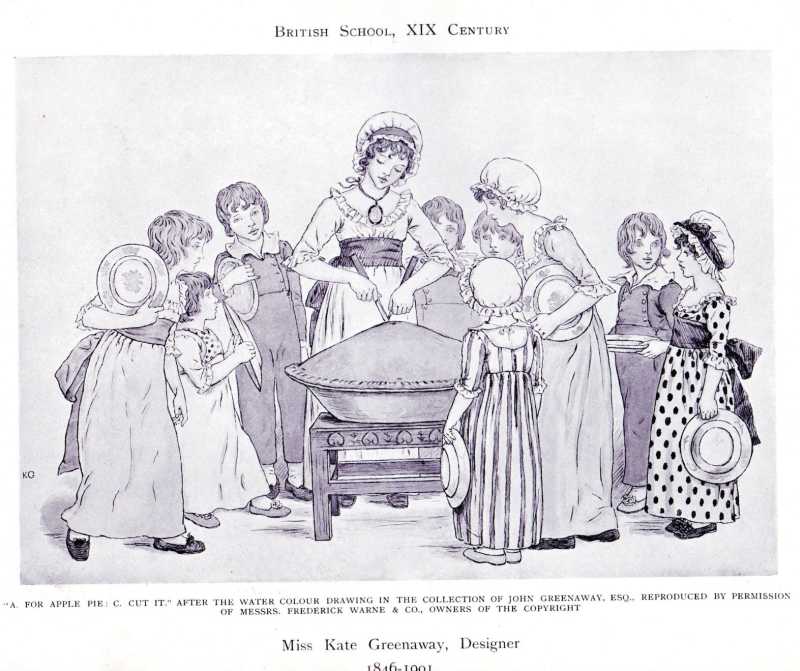 British School, XIX Century
KG
"A. FOR APPLE PIE: C. CUT IT." AFTER THE WATER COLOUR DRAWING IN THE COLLECTION OF JOHN GREENAWAY, ESQ., REPRODUCED BY PERMISSION
OF MESSRS. FREDERICK WARNE & CO., OWNERS OF THE COPYRIGHT
Miss Kate Greenaway, Designer
1846-1901